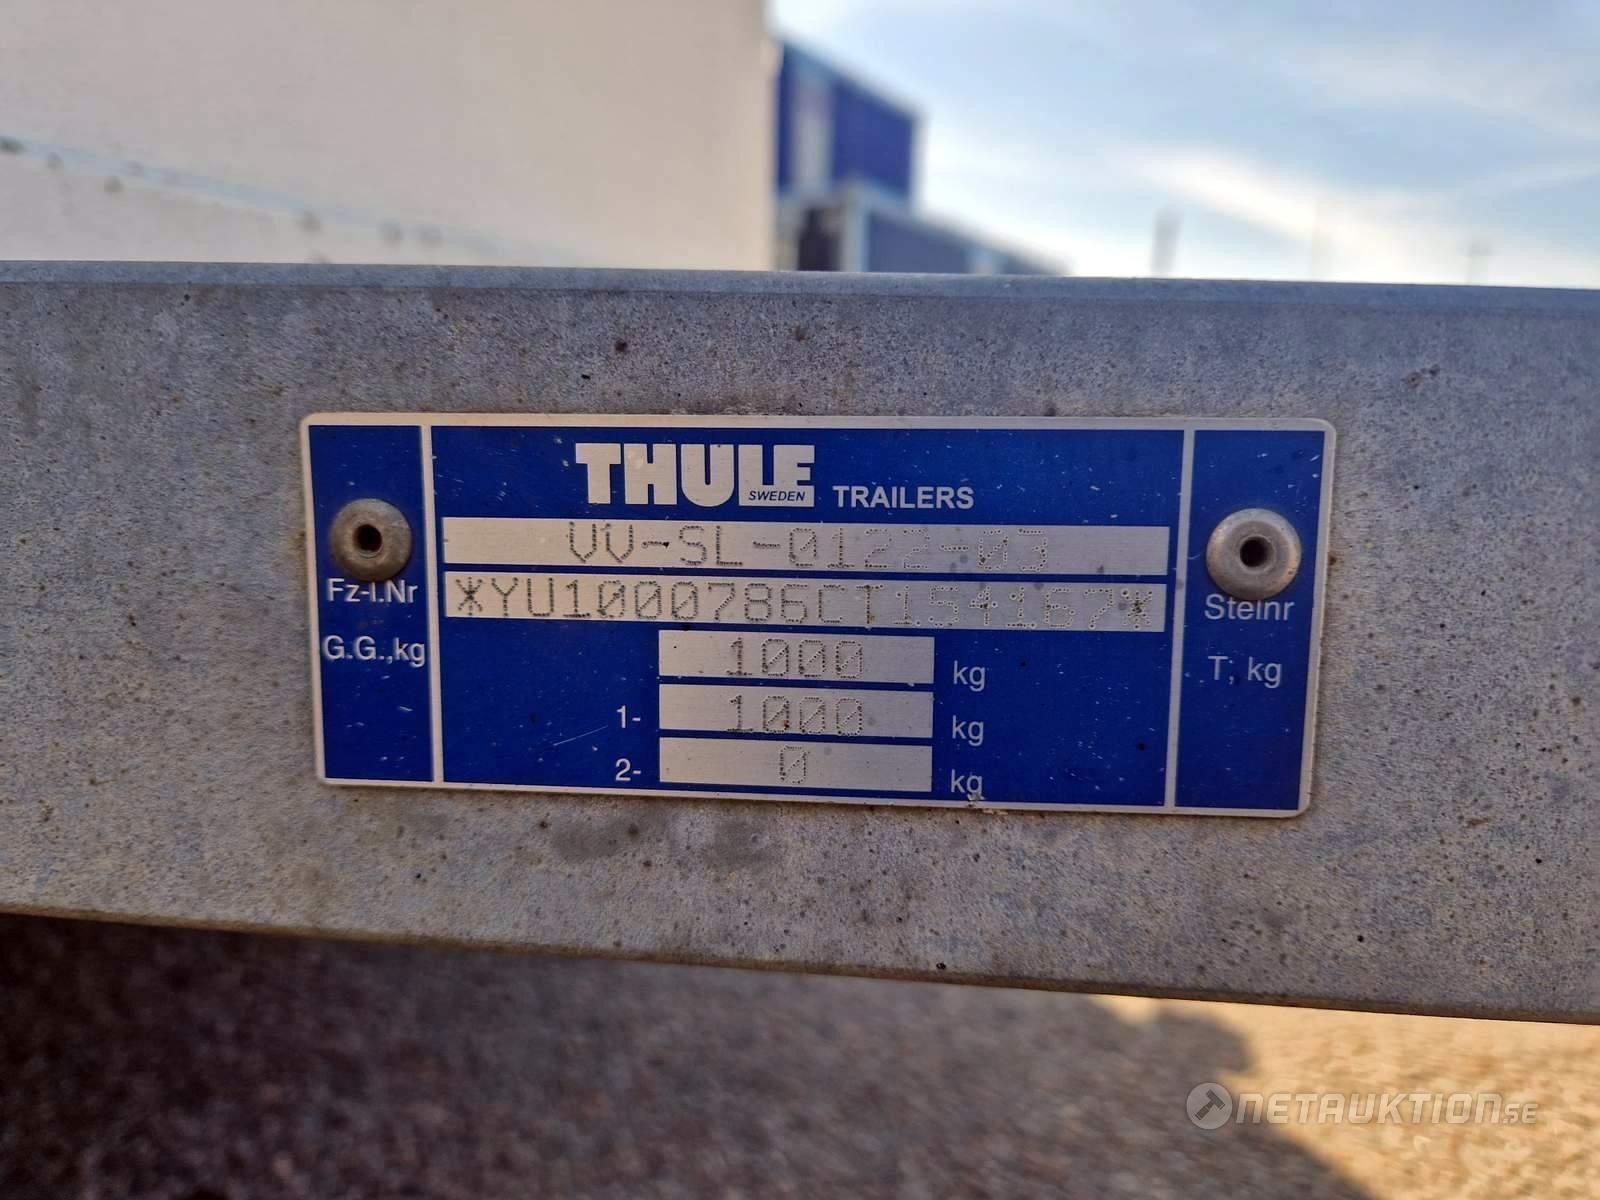 THULE SWEDEN TRAILERS
VV-SL-0122-03
Fz-I.Nr *YU1000786CT154167* Stelnr
G.G.,kg 1000 kg T, kg
1- 1000 kg
2- 0 kg
NETAUKTION.SE